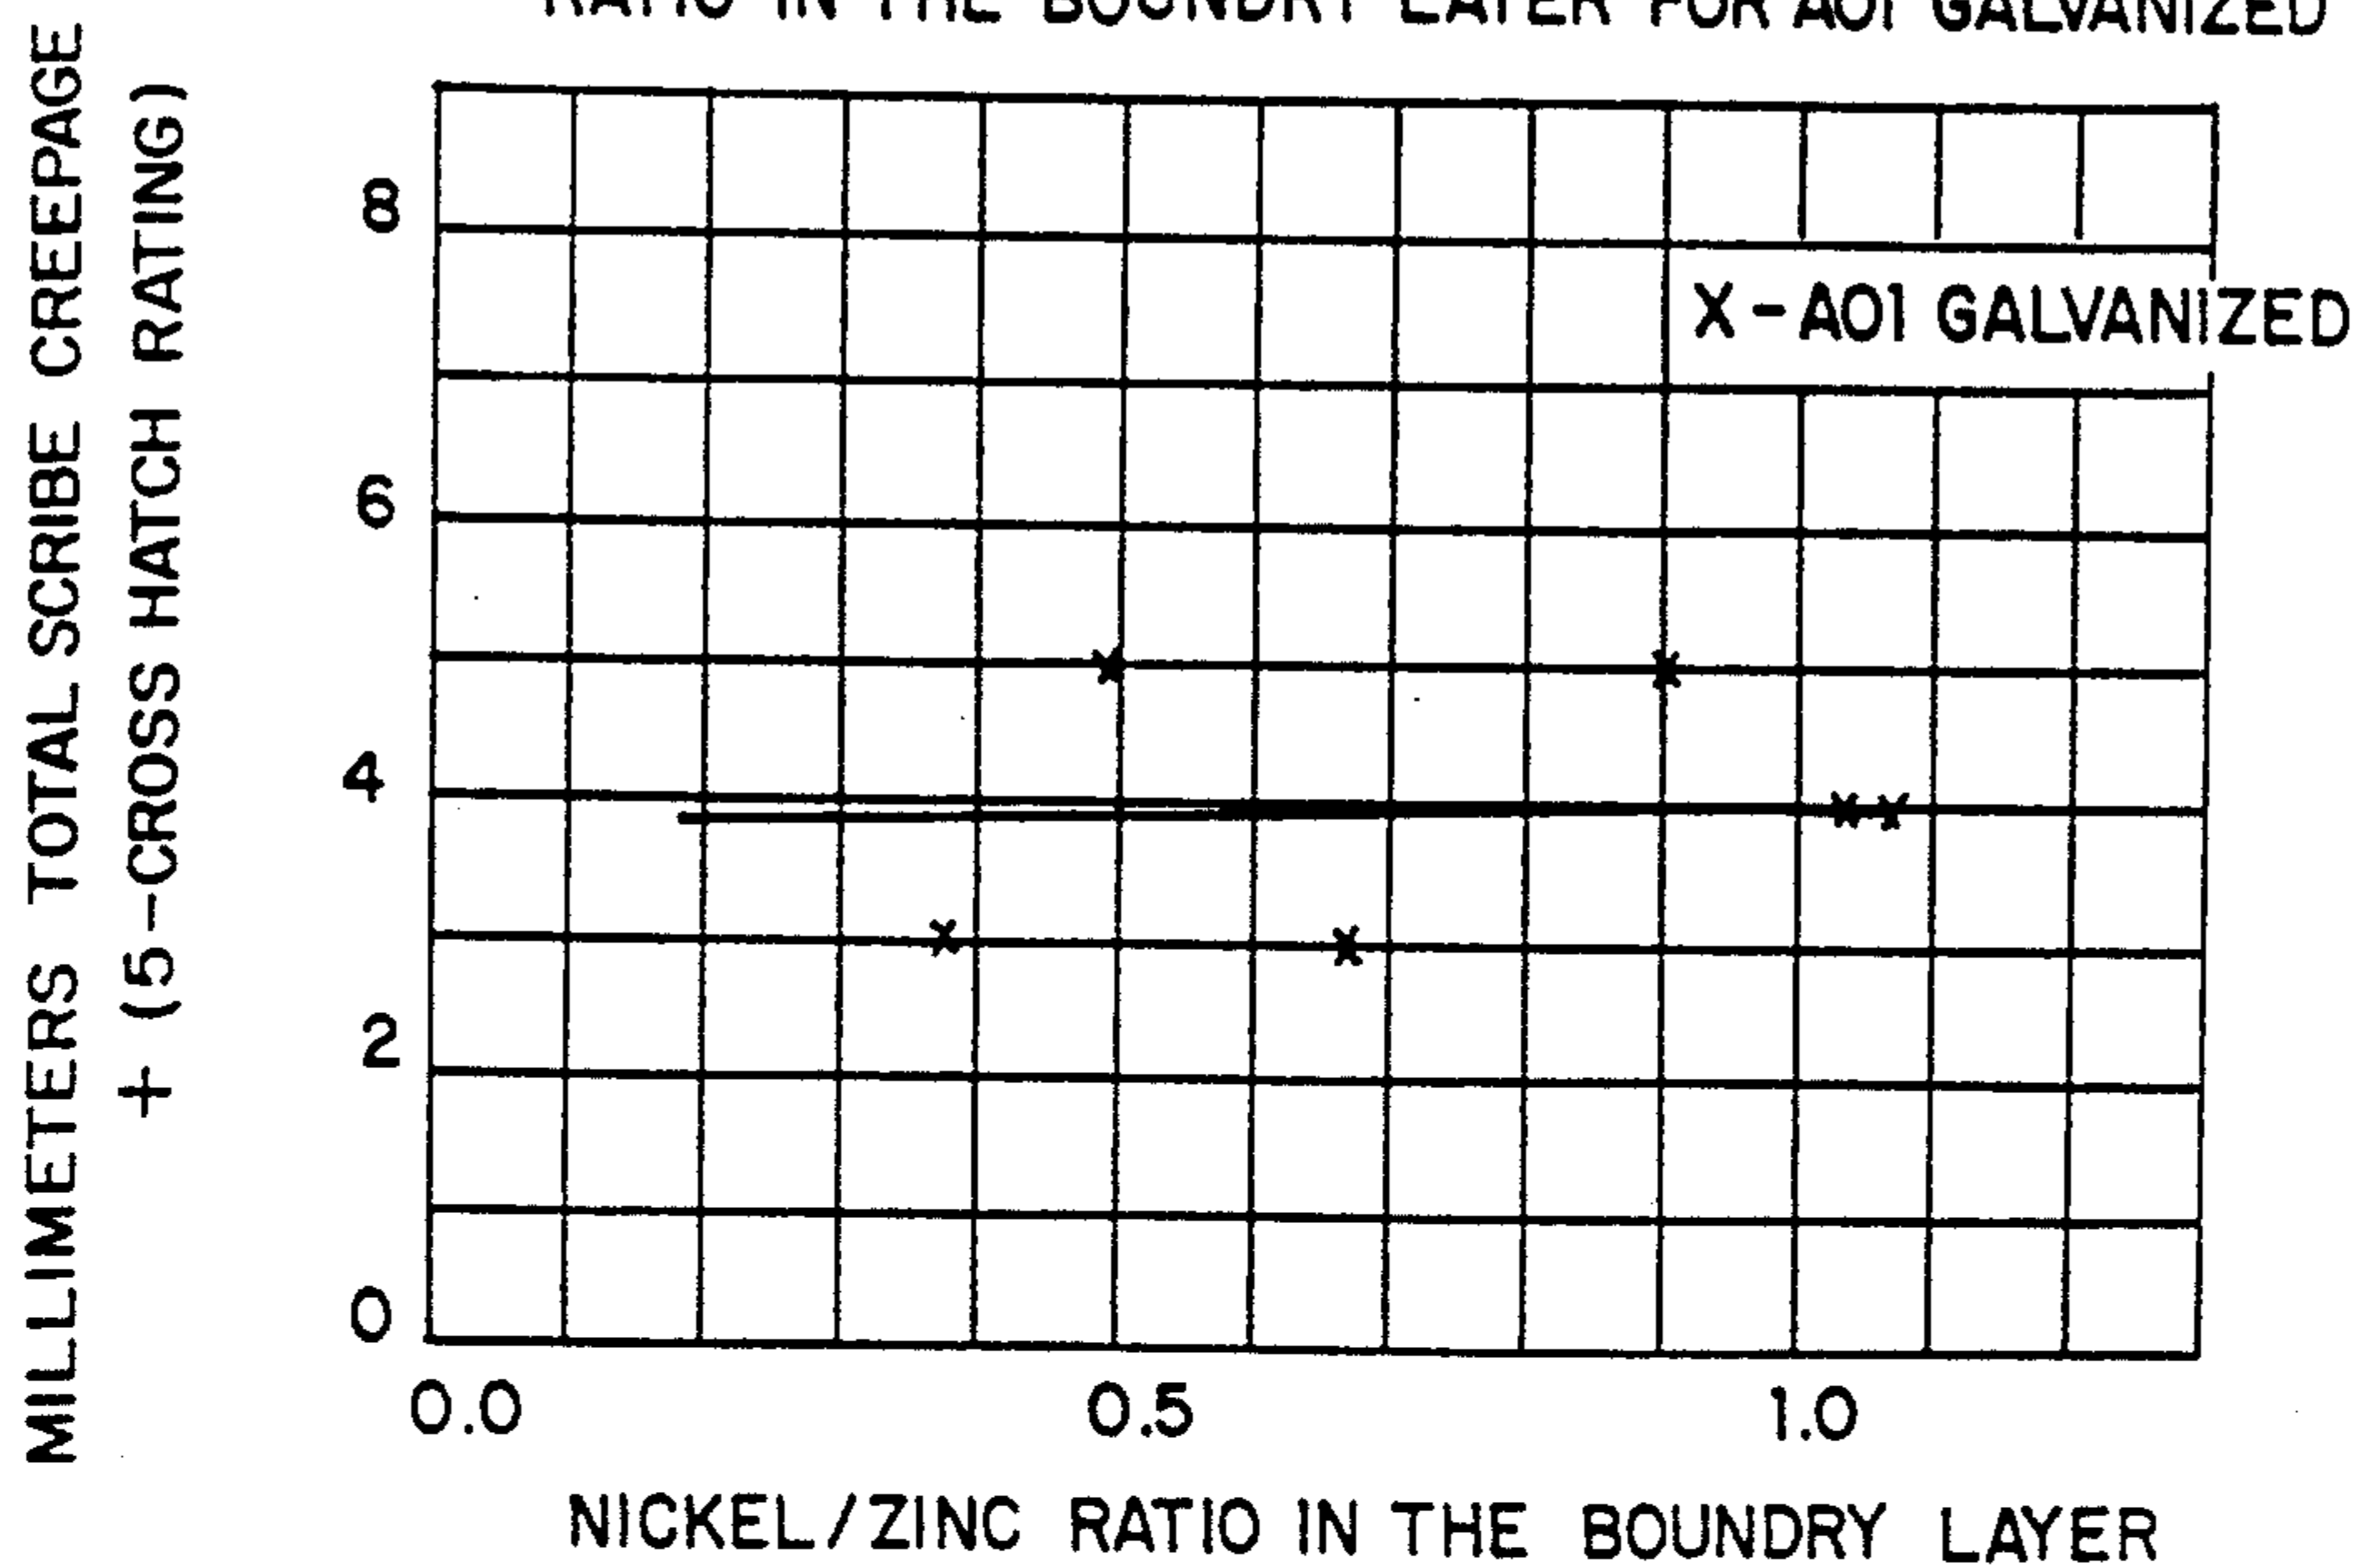 RATIO IN THE BOUNDRY LAYER FOR A01 GALVANIZED
MILLIMETERS TOTAL SCRIBE CREEPAGE
+ (5-CROSS HATCH RATING)
8
X-A01 GALVANIZED
6
4
2
0
0.0 0.5 1.0
NICKEL/ZINC RATIO IN THE BOUNDRY LAYER